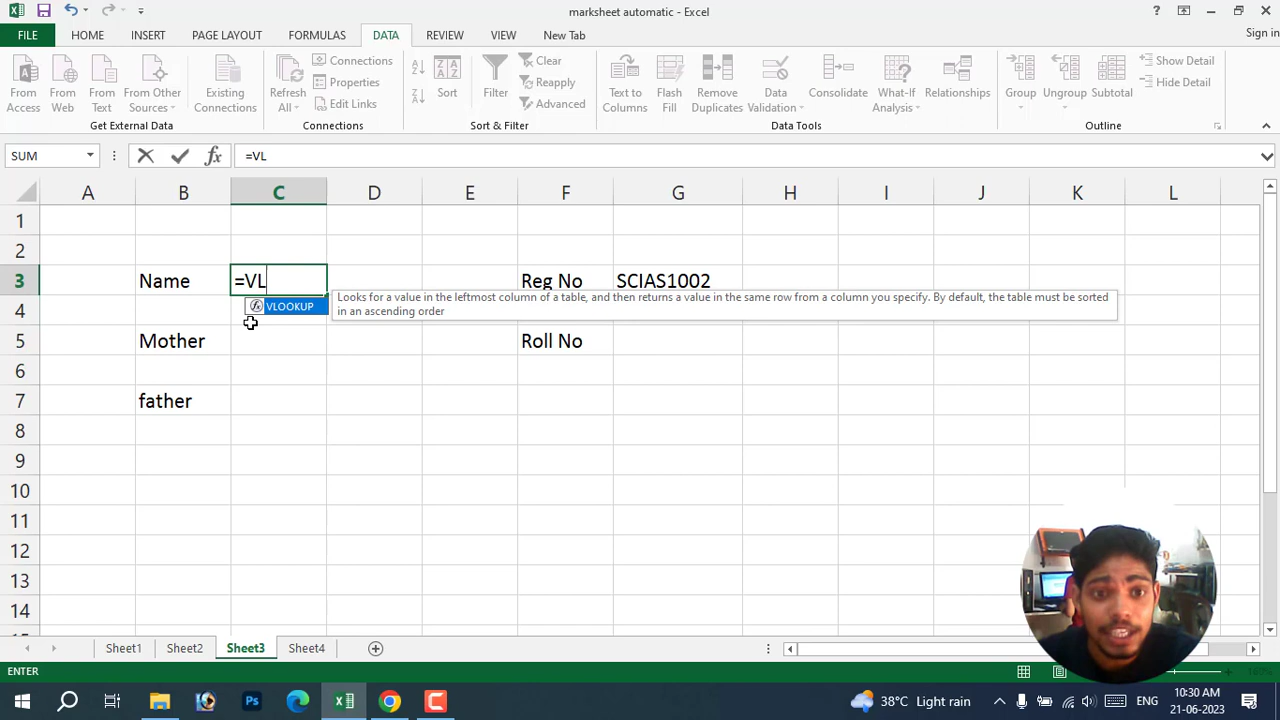 marksheet automatic - Excel
? Sign in
FILE HOME INSERT PAGE LAYOUT FORMULAS DATA REVIEW VIEW New Tab
From Access
From Web
From Text
From Other Sources
Existing Connections
Get External Data
Refresh All
Connections
Properties
Edit Links
Connections
Sort
Filter
Clear
Reapply
Advanced
Sort & Filter
Text to Columns
Flash Fill
Remove Duplicates
Data Validation
Consolidate
What-If Analysis
Relationships
Data Tools
Group
Ungroup
Subtotal
Show Detail
Hide Detail
Outline
SUM fx =VL
A B C D E F G H I J K L
1
2
3 Name =VL Reg No SCIAS1002
VLOOKUP
Looks for a value in the leftmost column of a table, and then returns a value in the same row from a column you specify. By default, the table must be sorted
in an ascending order
4
5 Mother Roll No
6
7 father
8
9
10
11
12
13
14
Sheet1 Sheet2 Sheet3 Sheet4
ENTER
Ps
38°C Light rain
ENG
10:30 AM
21-06-2023